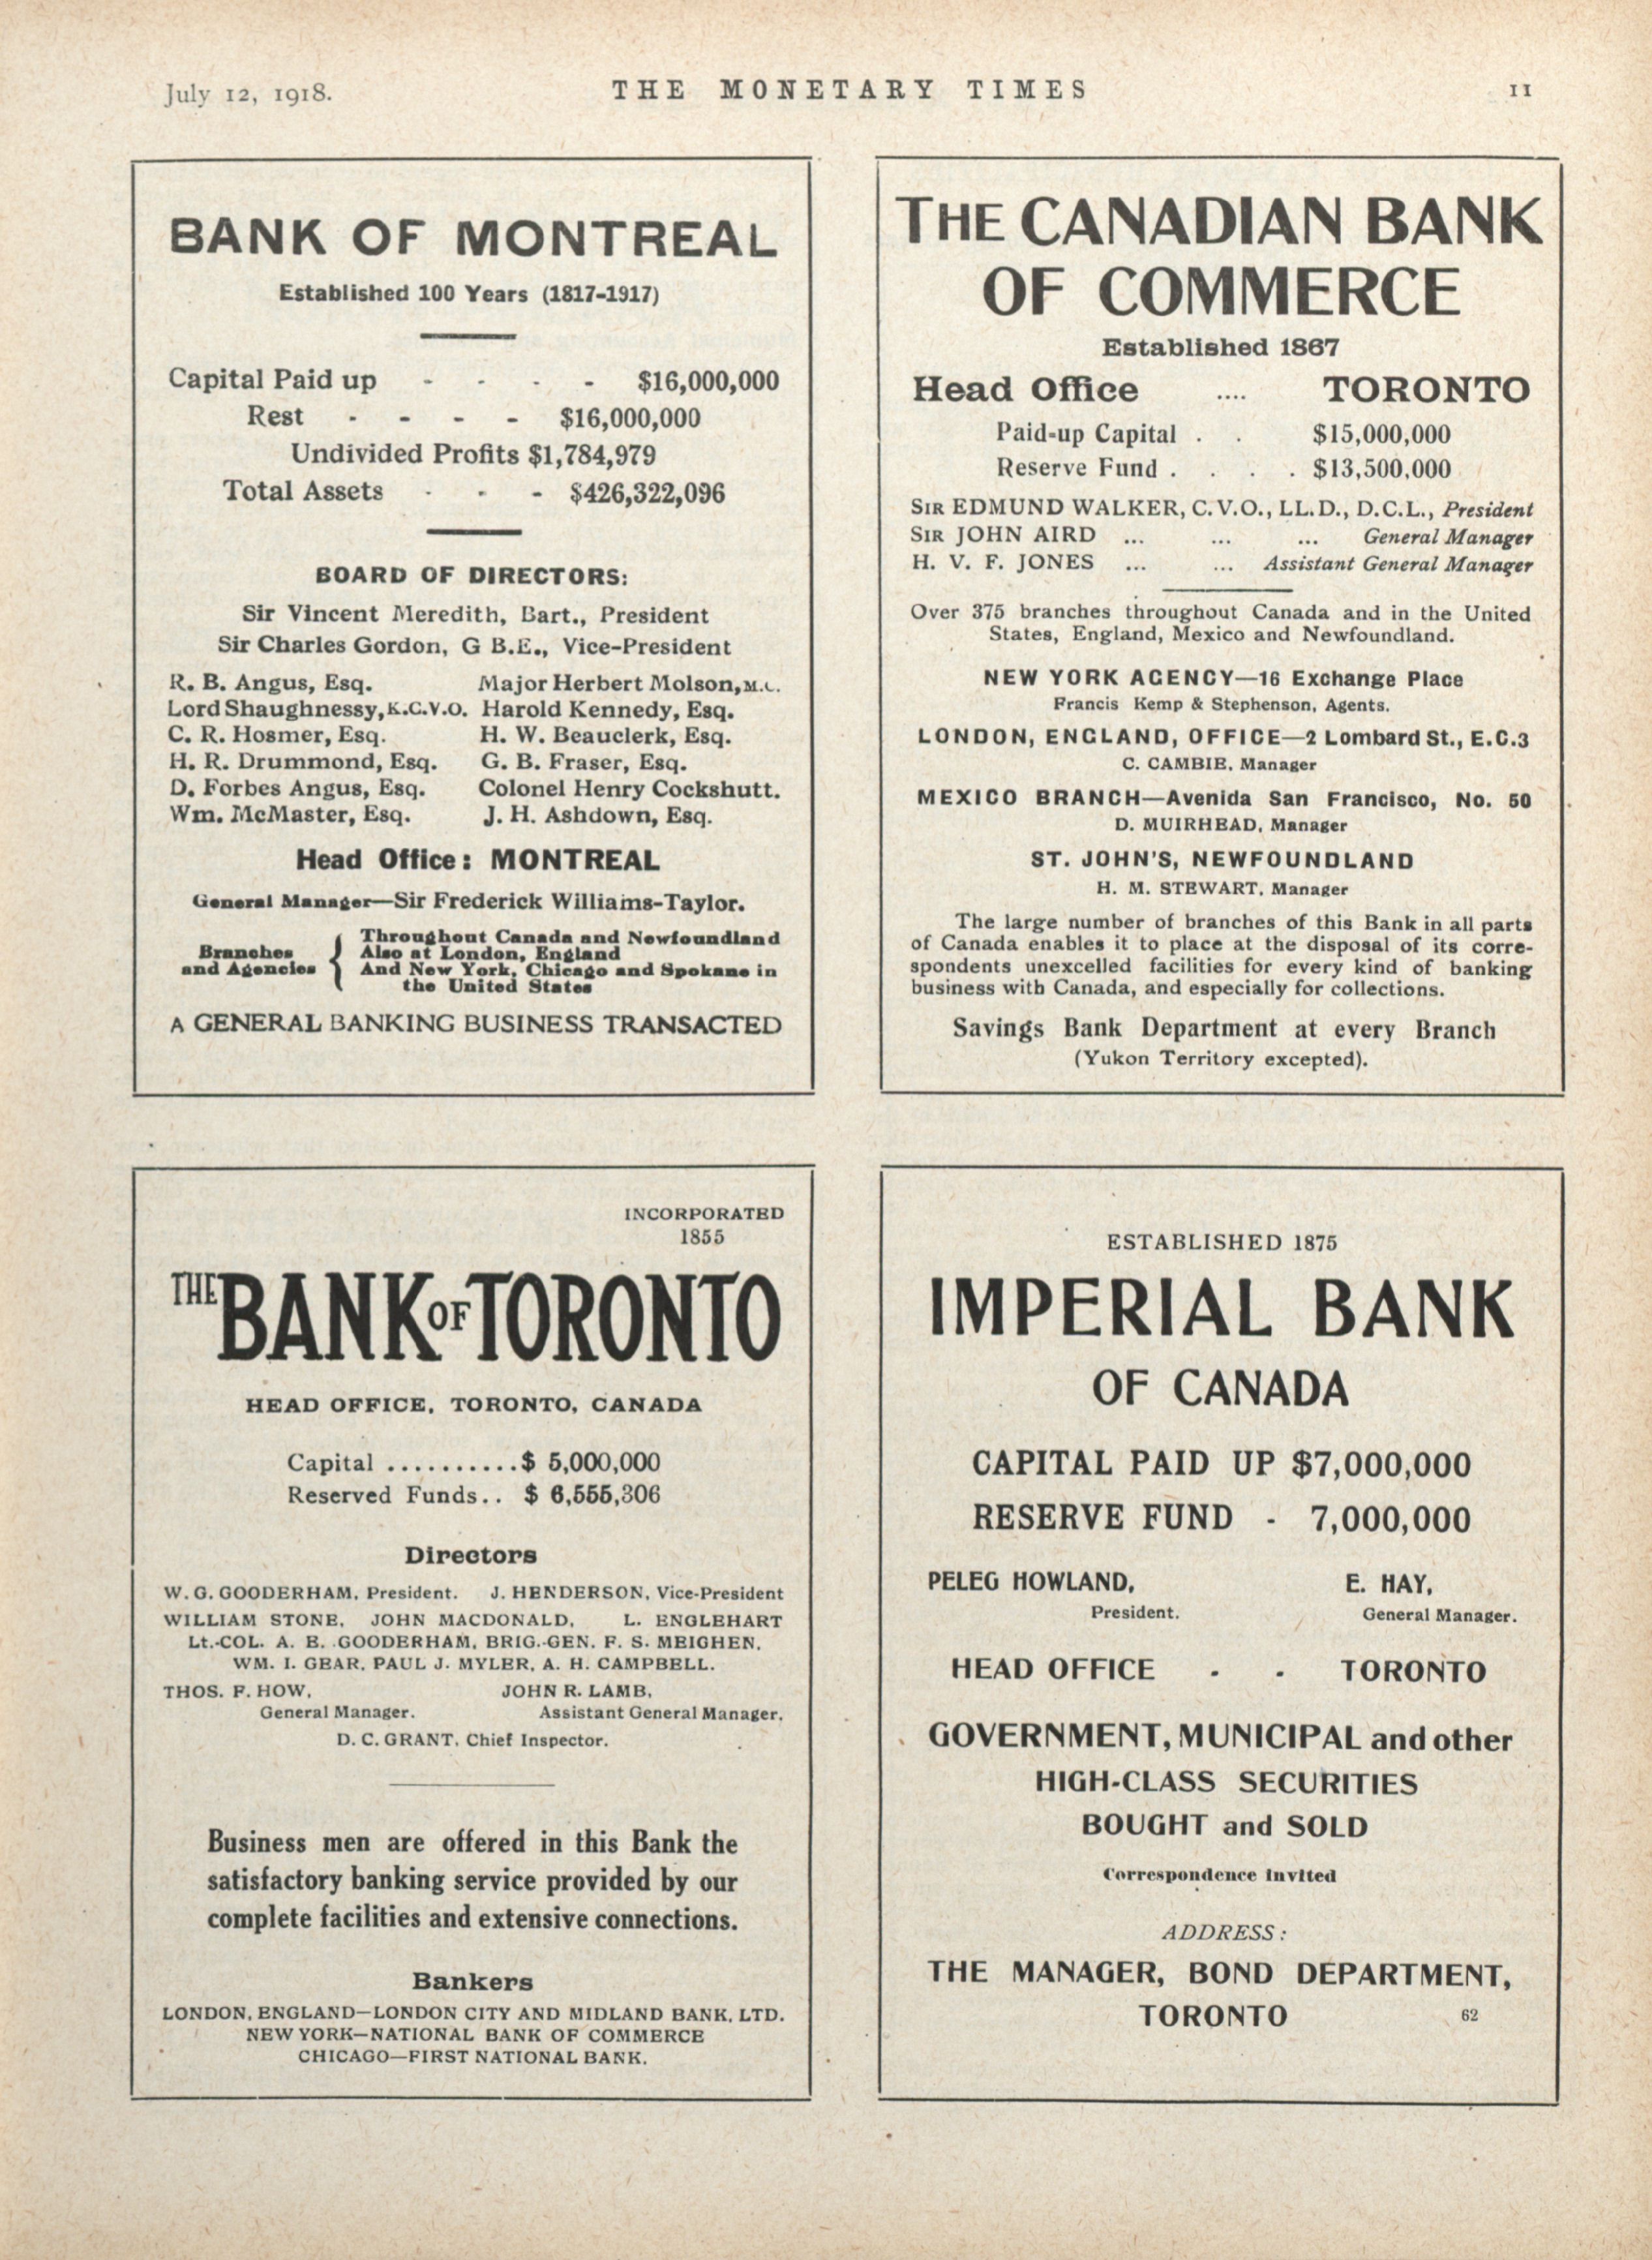 July 12, 1918.
THE MONETARY TIMES
11
BANK OF MONTREAL
Established 100 Years (1817-1917)
Capital Paid up - - - - $16,000,000
Rest - - - - $16,000,000
Undivided Profits $1,784,979
Total Assets - - - $426,322,096
BOARD OF DIRECTORS:
Sir Vincent Meredith, Bart., President
Sir Charles Gordon, G B.E., Vice-President
R. B. Angus, Esq. Major Herbert Molson, M.C.
Lord Shaughnessy, K.C.V.O. Harold Kennedy, Esq.
C. R. Hosmer, Esq. H. W. Beauclerk, Esq.
H. R. Drummond, Esq. G. B. Fraser, Esq.
D. Forbes Angus, Esq. Colonel Henry Cockshutt.
Wm. McMaster, Esq. J. H. Ashdown, Esq.
Head Office: MONTREAL
General Manager—Sir Frederick Williams-Taylor.
Branches and Agencies
Throughout Canada and Newfoundland
Also at London, England
And New York, Chicago and Spokane in
the United States
A GENERAL BANKING BUSINESS TRANSACTED
THE CANADIAN BANK
OF COMMERCE
Established 1867
Head Office .... TORONTO
Paid-up Capital . . $15,000,000
Reserve Fund . . . . $13,500,000
SIR EDMUND WALKER, C.V.O., LL.D., D.C.L., President
SIR JOHN AIRD ... ... ... General Manager
H. V. F. JONES ... ... Assistant General Manager
Over 375 branches throughout Canada and in the United
States, England, Mexico and Newfoundland.
NEW YORK AGENCY—16 Exchange Place
Francis Kemp & Stephenson, Agents.
LONDON, ENGLAND, OFFICE—2 Lombard St., E.C.3
C. CAMBIE, Manager
MEXICO BRANCH—Avenida San Francisco, No. 50
D. MUIRHEAD, Manager
ST. JOHN'S, NEWFOUNDLAND
H. M. STEWART, Manager
The large number of branches of this Bank in all parts
of Canada enables it to place at the disposal of its corre-
spondents unexcelled facilities for every kind of banking
business with Canada, and especially for collections.
Savings Bank Department at every Branch
(Yukon Territory excepted).
INCORPORATED
1855
THE BANK OF TORONTO
HEAD OFFICE, TORONTO, CANADA
Capital ..........$ 5,000,000
Reserved Funds.. $ 6,555,306
Directors
W. G. GOODERHAM, President. J. HENDERSON, Vice-President
WILLIAM STONE, JOHN MACDONALD, L. ENGLEHART
Lt.-COL. A. E. GOODERHAM, BRIG.-GEN. F. S. MEIGHEN,
WM. I. GEAR, PAUL J. MYLER, A. H. CAMPBELL.
THOS. F. HOW, JOHN R. LAMB,
General Manager. Assistant General Manager.
D. C. GRANT, Chief Inspector.
Business men are offered in this Bank the
satisfactory banking service provided by our
complete facilities and extensive connections.
Bankers
LONDON, ENGLAND—LONDON CITY AND MIDLAND BANK, LTD.
NEW YORK—NATIONAL BANK OF COMMERCE
CHICAGO—FIRST NATIONAL BANK.
ESTABLISHED 1875
IMPERIAL BANK
OF CANADA
CAPITAL PAID UP $7,000,000
RESERVE FUND - 7,000,000
PELEG HOWLAND, E. HAY,
President. General Manager.
HEAD OFFICE - - TORONTO
GOVERNMENT, MUNICIPAL and other
HIGH-CLASS SECURITIES
BOUGHT and SOLD
Correspondence Invited
ADDRESS:
THE MANAGER, BOND DEPARTMENT,
TORONTO 62